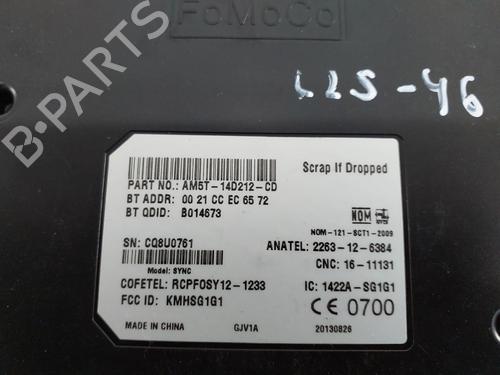 FoMoCo
LLS-46
Scrap If Dropped
PART NO.: AM5T-14D212-CD
BT ADDR: 00 21 CC EC 65 72
BT QDID: B014673
NOM
NOM-121-SCT1-2009
SN: CQ8U0761
ANATEL: 2263-12-6384
Model: SYNC
CNC: 16-11131
COFETEL: RCPFOSY12-1233
IC: 1422A-SG1G1
FCC ID: KMHSG1G1
CE 0700
MADE IN CHINA
GJV1A
20130826
B-PARTS